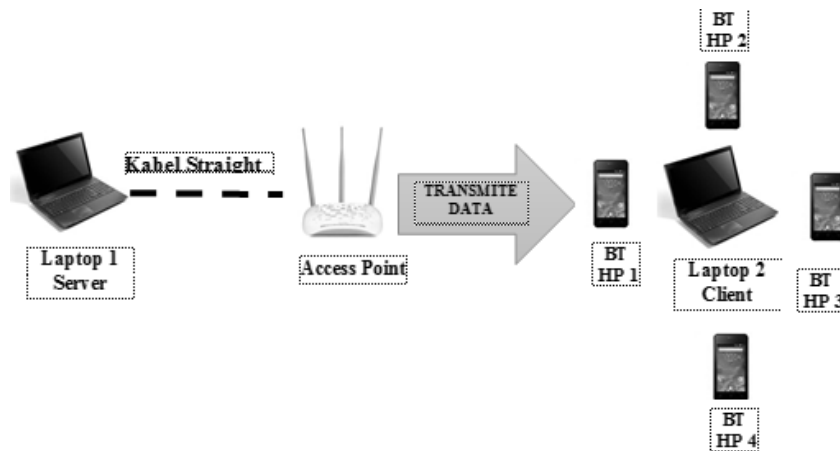 BT
HP 2
Kabel Straight
TRANSMITE
DATA
Laptop 1
Server
Access Point
BT
HP 1
Laptop 2
Client
BT
HP 3
BT
HP 4